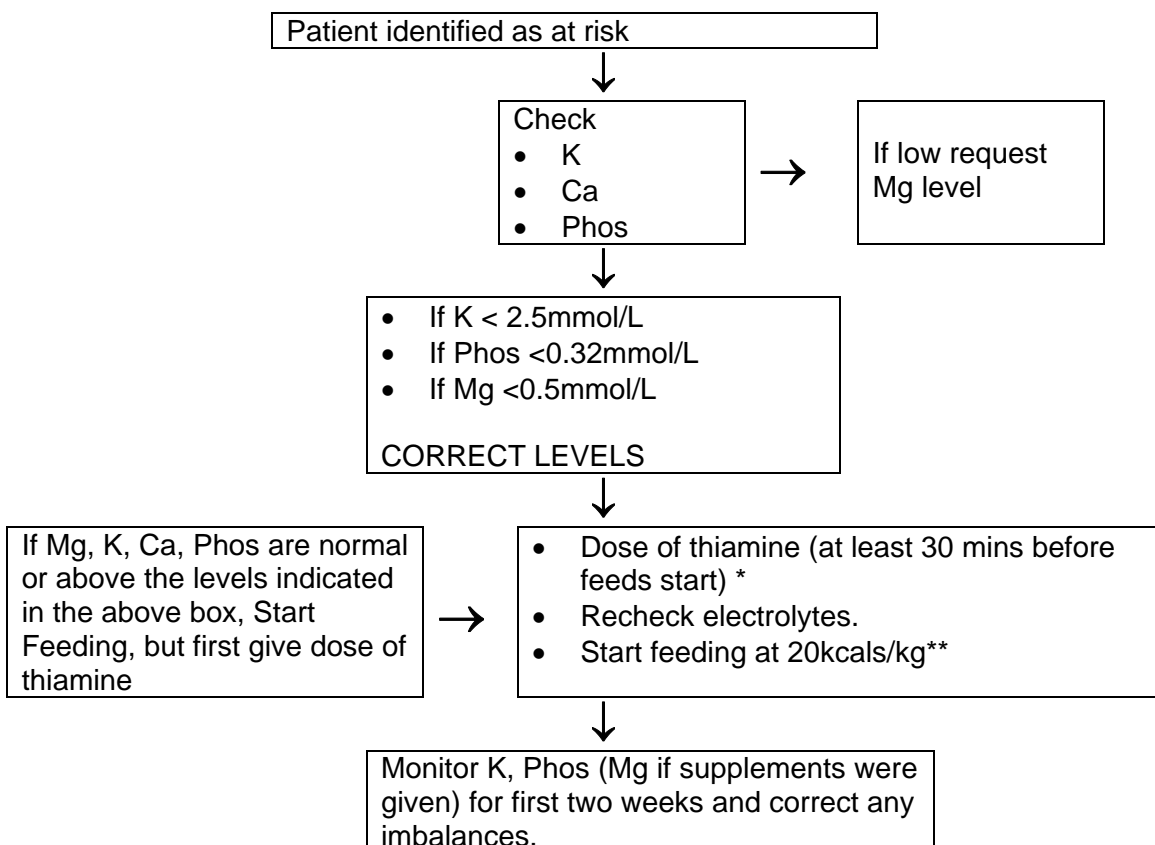 Patient identified as at risk
Check
• K
• Ca
• Phos
If low request
Mg level
• If K < 2.5mmol/L
• If Phos <0.32mmol/L
• If Mg <0.5mmol/L
CORRECT LEVELS
If Mg, K, Ca, Phos are normal
or above the levels indicated
in the above box, Start
Feeding, but first give dose of
thiamine
• Dose of thiamine (at least 30 mins before
feeds start) *
• Recheck electrolytes.
• Start feeding at 20kcals/kg**
Monitor K, Phos (Mg if supplements were
given) for first two weeks and correct any
imbalances.